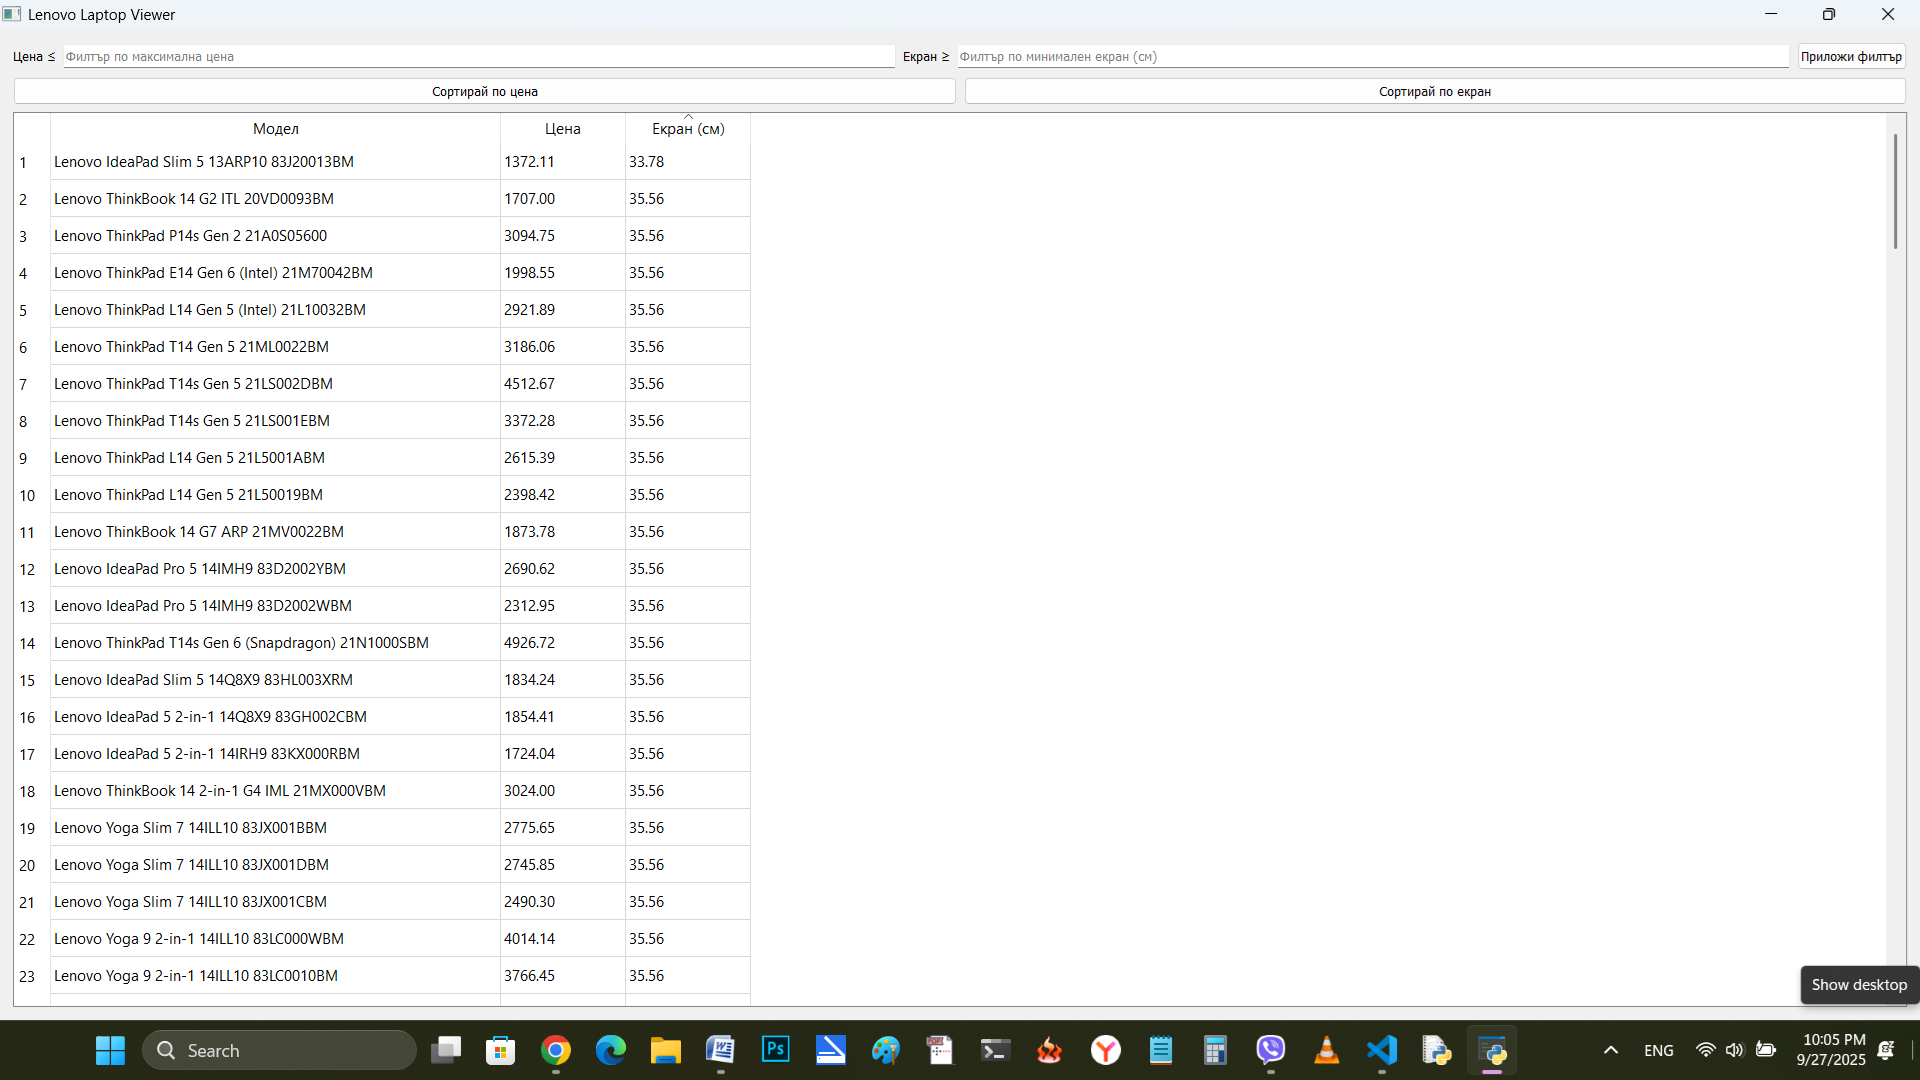 Lenovo Laptop Viewer
Цена ≤ Филтър по максимална цена Екран ≥ Филтър по минимален екран (см) Приложи филтър
Сортирай по цена Сортирай по екран
Модел Цена Екран (см)
1 Lenovo IdeaPad Slim 5 13ARP10 83J20013BM 1372.11 33.78
2 Lenovo ThinkBook 14 G2 ITL 20VD0093BM 1707.00 35.56
3 Lenovo ThinkPad P14s Gen 2 21A0S05600 3094.75 35.56
4 Lenovo ThinkPad E14 Gen 6 (Intel) 21M70042BM 1998.55 35.56
5 Lenovo ThinkPad L14 Gen 5 (Intel) 21L10032BM 2921.89 35.56
6 Lenovo ThinkPad T14 Gen 5 21ML0022BM 3186.06 35.56
7 Lenovo ThinkPad T14s Gen 5 21LS002DBM 4512.67 35.56
8 Lenovo ThinkPad T14s Gen 5 21LS001EBM 3372.28 35.56
9 Lenovo ThinkPad L14 Gen 5 21L5001ABM 2615.39 35.56
10 Lenovo ThinkPad L14 Gen 5 21L50019BM 2398.42 35.56
11 Lenovo ThinkBook 14 G7 ARP 21MV0022BM 1873.78 35.56
12 Lenovo IdeaPad Pro 5 14IMH9 83D2002YBM 2690.62 35.56
13 Lenovo IdeaPad Pro 5 14IMH9 83D2002WBM 2312.95 35.56
14 Lenovo ThinkPad T14s Gen 6 (Snapdragon) 21N1000SBM 4926.72 35.56
15 Lenovo IdeaPad Slim 5 14Q8X9 83HL003XRM 1834.24 35.56
16 Lenovo IdeaPad 5 2-in-1 14Q8X9 83GH002CBM 1854.41 35.56
17 Lenovo IdeaPad 5 2-in-1 14IRH9 83KX000RBM 1724.04 35.56
18 Lenovo ThinkBook 14 2-in-1 G4 IML 21MX000VBM 3024.00 35.56
19 Lenovo Yoga Slim 7 14ILL10 83JX001BBM 2775.65 35.56
20 Lenovo Yoga Slim 7 14ILL10 83JX001DBM 2745.85 35.56
21 Lenovo Yoga Slim 7 14ILL10 83JX001CBM 2490.30 35.56
22 Lenovo Yoga 9 2-in-1 14ILL10 83LC000WBM 4014.14 35.56
23 Lenovo Yoga 9 2-in-1 14ILL10 83LC0010BM 3766.45 35.56
Show desktop
Search Ps ENG 10:05 PM
9/27/2025